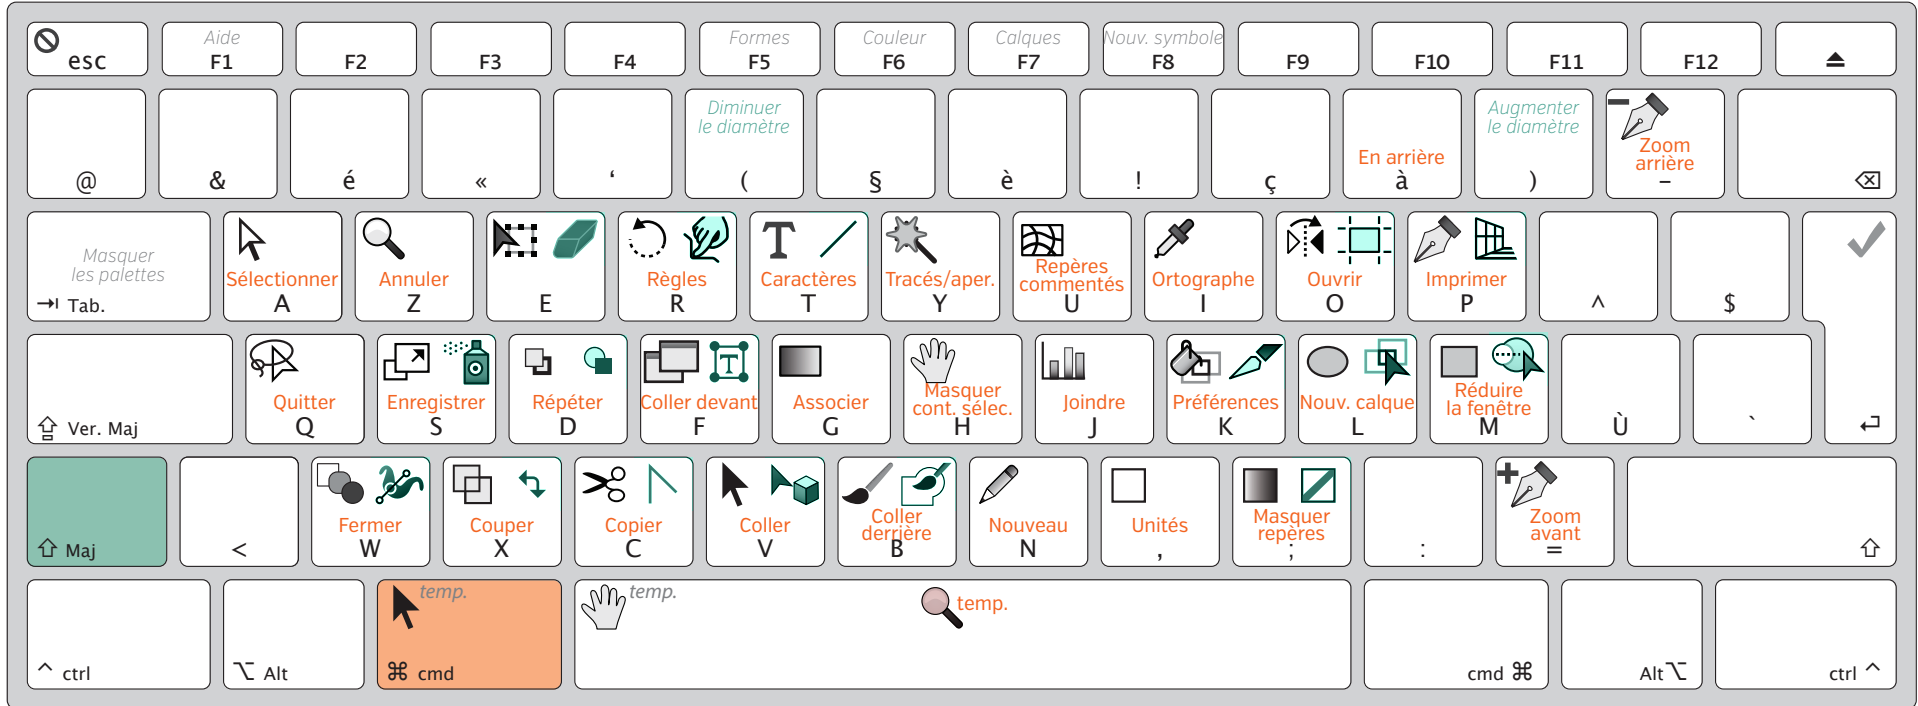 esc
Aide
F1
F2
F3
F4
Formes
F5
Couleur
F6
Calques
F7
Nouv. symbole
F8
F9
F10
F11
F12
@
&
é
«
‘
Diminuer
le diamètre
(
§
è
!
ç
En arrière
à
Augmenter
le diamètre
)
Zoom
arrière
–
Masquer
les palettes
Tab.
Sélectionner
A
Annuler
Z
E
Règles
R
T
Caractères
T
Tracés/aper.
Y
Repères
commentés
U
Ortographe
I
Ouvrir
O
Imprimer
P
^
$
Ver. Maj
Quitter
Q
Enregistrer
S
Répéter
D
T
Coller devant
F
Associer
G
Masquer
cont. sélec.
H
Joindre
J
Préférences
K
Nouv. calque
L
Réduire
la fenêtre
M
Ù
`
Maj
<
Fermer
W
Couper
X
Copier
C
Coller
V
Coller
derrière
B
Nouveau
N
Unités
,
Masquer
repères
;
:
Zoom
avant
=
^ ctrl
⌥ Alt
temp.
⌘ cmd
temp.
temp.
cmd ⌘
Alt ⌥
ctrl ^